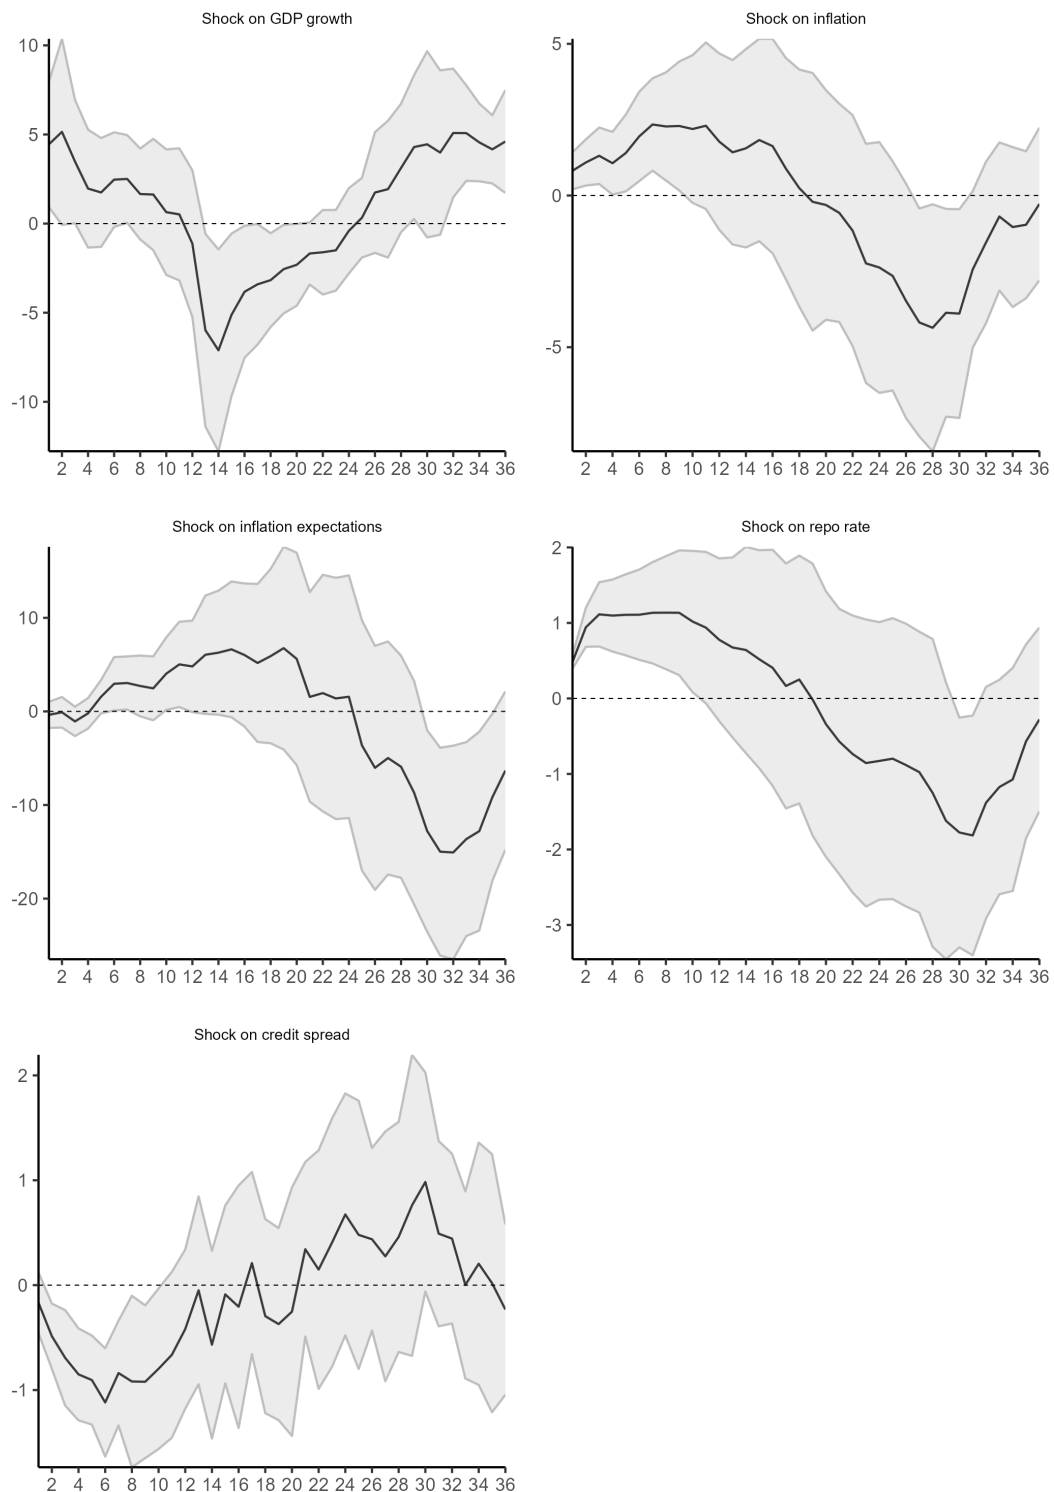 Shock on GDP growth
10
5
0
-5
-10
2 4 6 8 10 12 14 16 18 20 22 24 26 28 30 32 34 36
Shock on inflation
5
0
-5
2 4 6 8 10 12 14 16 18 20 22 24 26 28 30 32 34 36
Shock on inflation expectations
10
0
-10
-20
2 4 6 8 10 12 14 16 18 20 22 24 26 28 30 32 34 36
Shock on repo rate
2
1
0
-1
-2
-3
2 4 6 8 10 12 14 16 18 20 22 24 26 28 30 32 34 36
Shock on credit spread
2
1
0
-1
2 4 6 8 10 12 14 16 18 20 22 24 26 28 30 32 34 36